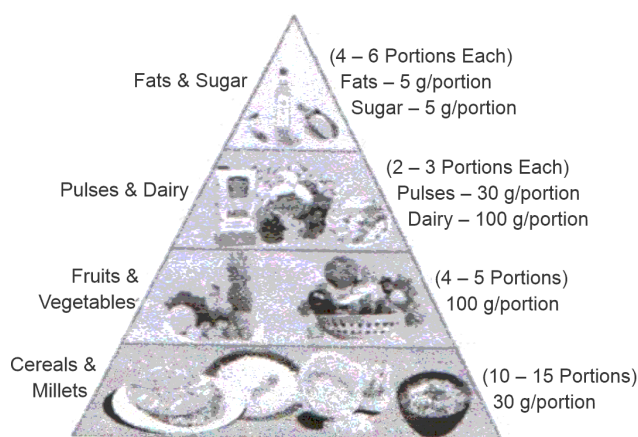 Fats & Sugar
(4 – 6 Portions Each)
Fats – 5 g/portion
Sugar – 5 g/portion
Pulses & Dairy
(2 – 3 Portions Each)
Pulses – 30 g/portion
Dairy – 100 g/portion
Fruits &
Vegetables
(4 – 5 Portions)
100 g/portion
Cereals &
Millets
(10 – 15 Portions)
30 g/portion